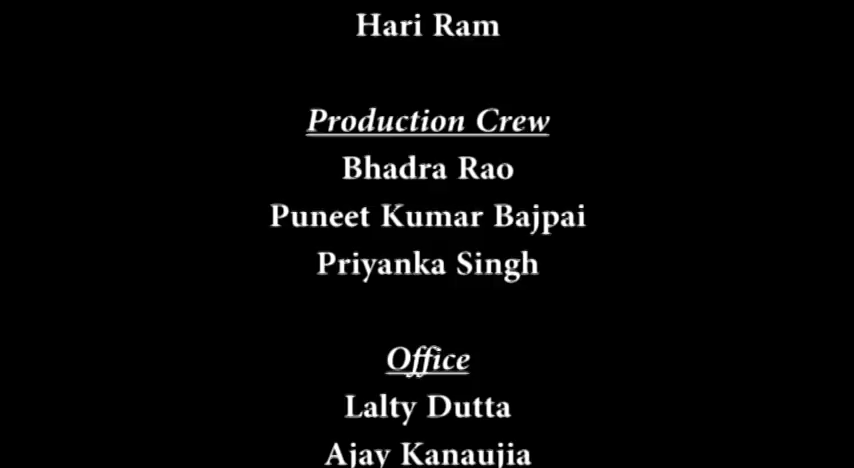 Hari Ram
Production Crew
Bhadra Rao
Puneet Kumar Bajpai
Priyanka Singh
Office
Lalty Dutta
Ajay Kanaujia